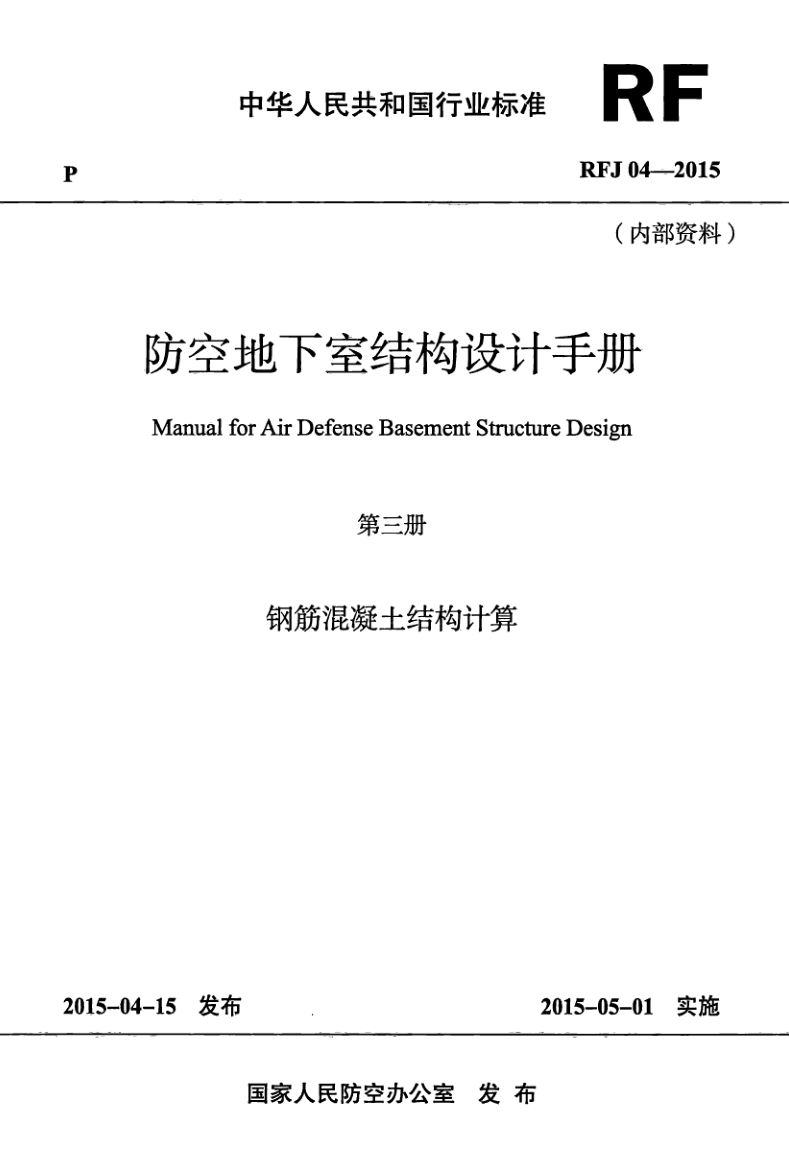 中华人民共和国行业标准 RF
P RFJ 04—2015
（内部资料）
防空地下室结构设计手册
Manual for Air Defense Basement Structure Design
第三册
钢筋混凝土结构计算
2015–04–15 发布 2015–05–01 实施
国家人民防空办公室 发 布